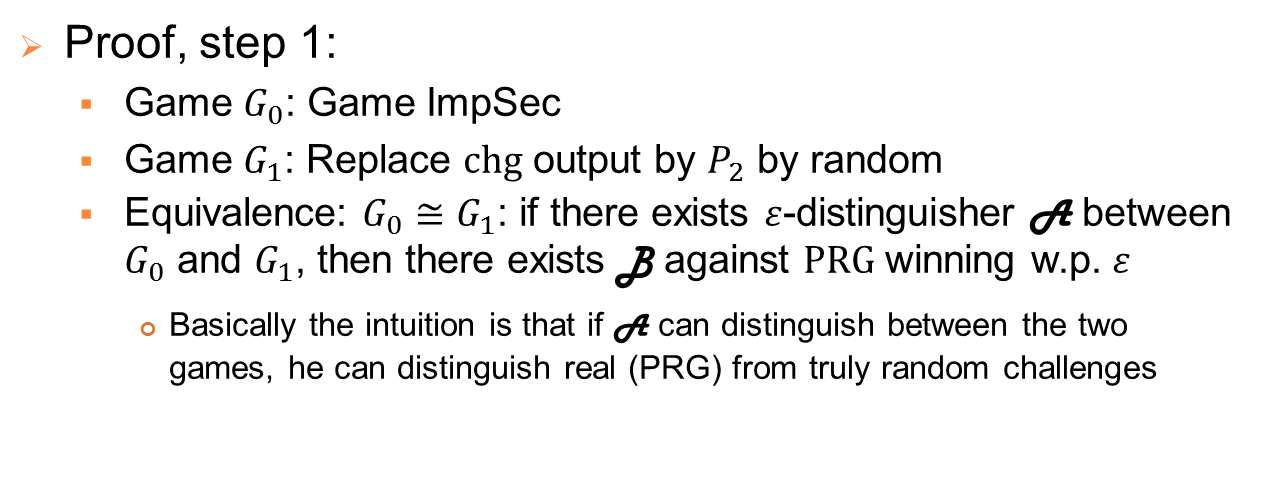 ➢ Proof, step 1:
▪ Game 𝐺₀: Game ImpSec
▪ Game 𝐺₁: Replace chg output by 𝑃₂ by random
▪ Equivalence: 𝐺₀ ≅ 𝐺₁: if there exists 𝜀-distinguisher 𝓐 between
𝐺₀ and 𝐺₁, then there exists 𝓑 against PRG winning w.p. 𝜀
o Basically the intuition is that if 𝓐 can distinguish between the two
games, he can distinguish real (PRG) from truly random challenges